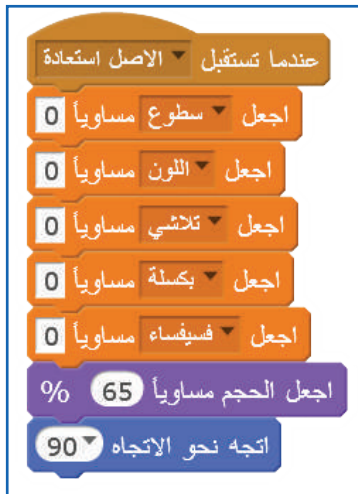 عندما تستقبل الاصل استعادة
اجعل سطوع مساوياً 0
اجعل اللون مساوياً 0
اجعل تلاشي مساوياً 0
اجعل بكسلة مساوياً 0
اجعل فسيفساء مساوياً 0
اجعل الحجم مساوياً 65 %
اتجه نحو الاتجاه 90